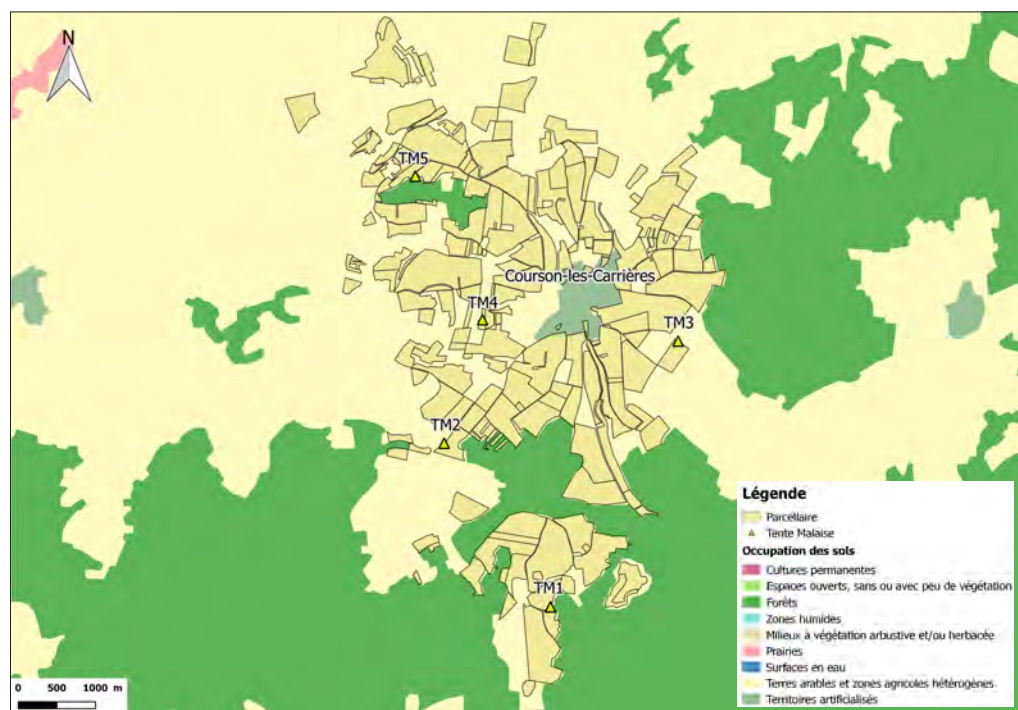 N
TM5
Courson-les-Carrières
TM4
TM3
TM2
TM1
Légende
Parcellaire
Tente Malaise
Occupation des sols
Cultures permanentes
Espaces ouverts, sans ou avec peu de végétation
Forêts
Zones humides
Milieux à végétation arbustive et/ou herbacée
Prairies
Surfaces en eau
Terres arables et zones agricoles hétérogènes
Territoires artificialisés
0 500 1000 m